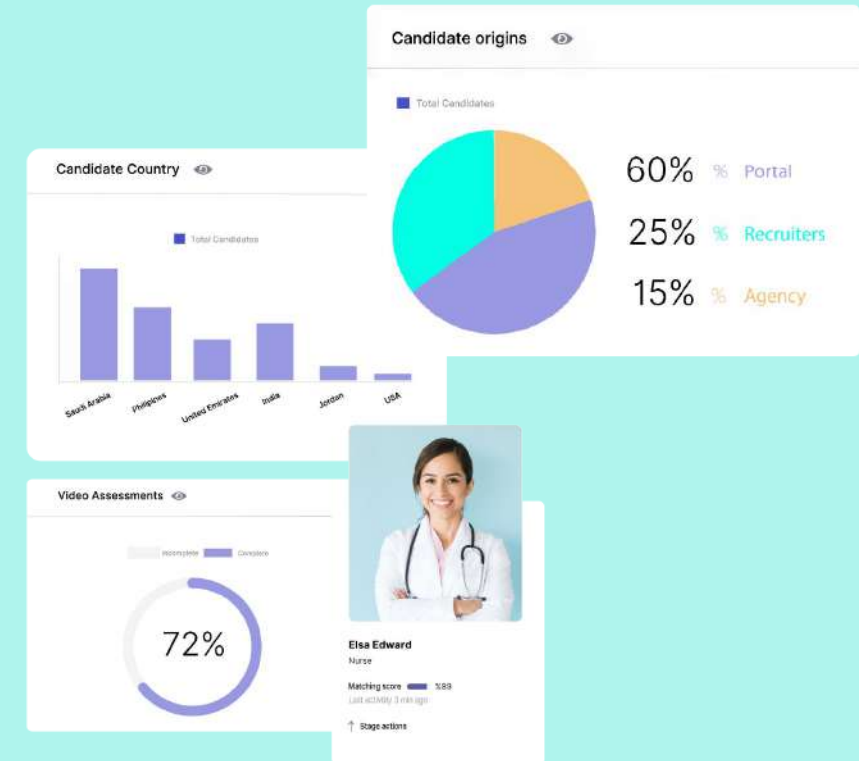 Candidate origins
Total Candidates
60% % Portal
25% % Recruiters
15% % Agency
Candidate Country
Total Candidates
Saudi Arabia
Philipines
United Emirates
India
Jordan
USA
Video Assessments
Incomplete Complete
72%
Elsa Edward
Nurse
Matching score %89
Last activity 3 min ago
↑ Stage actions